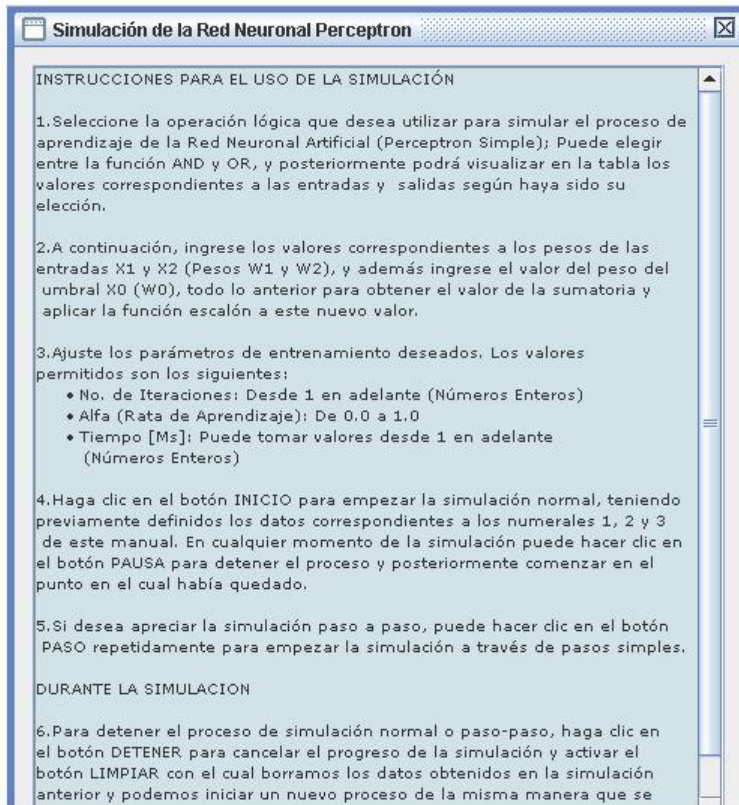 Simulación de la Red Neuronal Perceptron
INSTRUCCIONES PARA EL USO DE LA SIMULACIÓN
1.Seleccione la operación lógica que desea utilizar para simular el proceso de
aprendizaje de la Red Neuronal Artificial (Perceptron Simple); Puede elegir
entre la función AND y OR, y posteriormente podrá visualizar en la tabla los
valores correspondientes a las entradas y salidas según haya sido su
elección.
2.A continuación, ingrese los valores correspondientes a los pesos de las
entradas X1 y X2 (Pesos W1 y W2), y además ingrese el valor del peso del
umbral X0 (W0), todo lo anterior para obtener el valor de la sumatoria y
aplicar la función escalón a este nuevo valor.
3.Ajuste los parámetros de entrenamiento deseados. Los valores
permitidos son los siguientes:
• No. de Iteraciones: Desde 1 en adelante (Números Enteros)
• Alfa (Rata de Aprendizaje): De 0.0 a 1.0
• Tiempo [Ms]: Puede tomar valores desde 1 en adelante
(Números Enteros)
4.Haga clic en el botón INICIO para empezar la simulación normal, teniendo
previamente definidos los datos correspondientes a los numerales 1, 2 y 3
de este manual. En cualquier momento de la simulación puede hacer clic en
el botón PAUSA para detener el proceso y posteriormente comenzar en el
punto en el cual había quedado.
5.Si desea apreciar la simulación paso a paso, puede hacer clic en el botón
PASO repetidamente para empezar la simulación a través de pasos simples.
DURANTE LA SIMULACION
6.Para detener el proceso de simulación normal o paso-paso, haga clic en
el botón DETENER para cancelar el progreso de la simulación y activar el
botón LIMPIAR con el cual borramos los datos obtenidos en la simulación
anterior y podemos iniciar un nuevo proceso de la misma manera que se